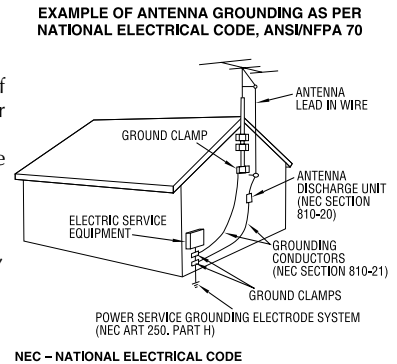 EXAMPLE OF ANTENNA GROUNDING AS PER
NATIONAL ELECTRICAL CODE, ANSI/NFPA 70
f
r
e
,
ANTENNA
LEAD IN WIRE
GROUND CLAMP
ANTENNA
DISCHARGE UNIT
(NEC SECTION
810-20)
ELECTRIC SERVICE
EQUIPMENT
GROUNDING
CONDUCTORS
(NEC SECTION 810-21)
GROUND CLAMPS
POWER SERVICE GROUNDING ELECTRODE SYSTEM
(NEC ART 250. PART H)
NEC – NATIONAL ELECTRICAL CODE